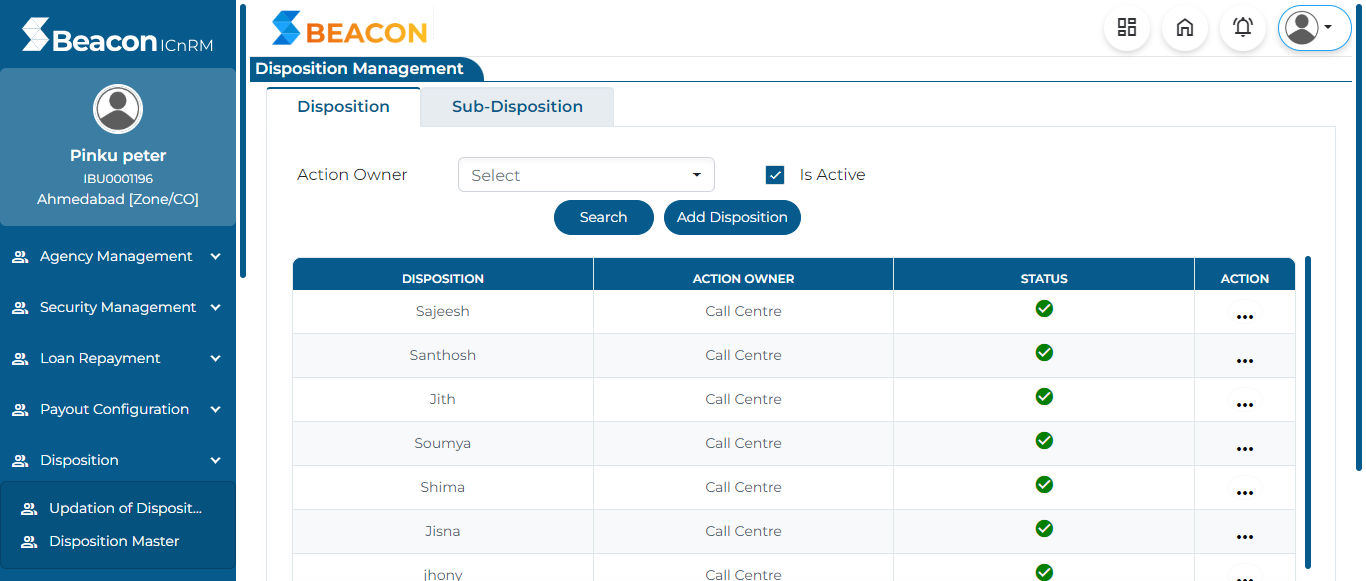 Beacon ICnRM
Pinku peter
IBU0001196
Ahmedabad [Zone/CO]
Agency Management
Security Management
Loan Repayment
Payout Configuration
Disposition
Updation of Disposit...
Disposition Master
BEACON
Disposition Management
Disposition Sub-Disposition
Action Owner Select Is Active
Search Add Disposition
DISPOSITION ACTION OWNER STATUS ACTION
Sajeesh Call Centre
Santhosh Call Centre
Jith Call Centre
Soumya Call Centre
Shima Call Centre
Jisna Call Centre
jhony Call Centre